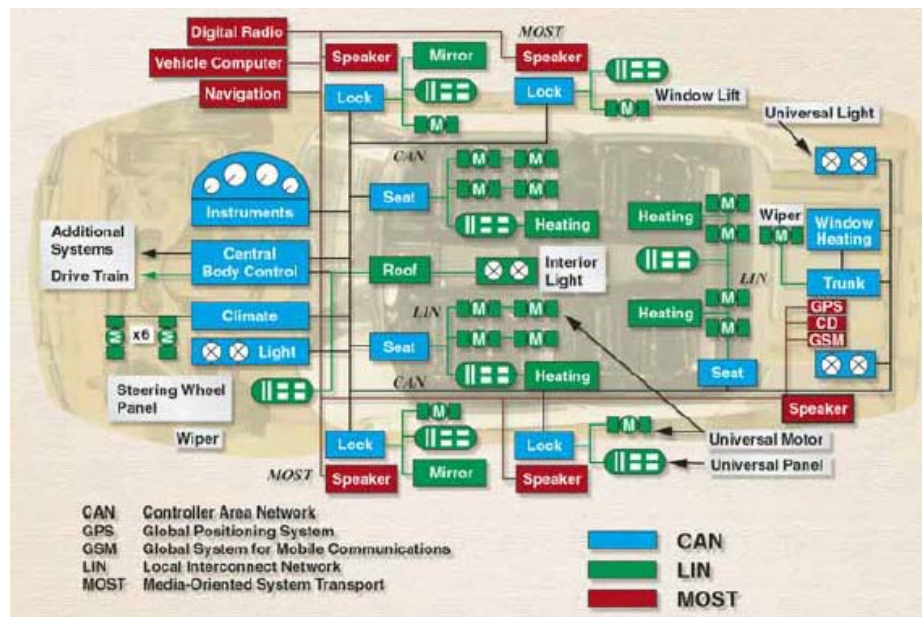 Digital Radio
MOST
Vehicle Computer
Speaker
Mirror
Speaker
Navigation
Lock
M
Lock
M
Window Lift
Universal Light
CAN
Instruments
Seat
M M
M M
Heating
Heating
M
M
Wiper
M
Window
Heating
Additional
Systems
Drive Train
Central
Body Control
Roof
Interior
Light
LIN
Trunk
Climate
LIN
M M
M M
Heating
M
M
GPS
CD
GSM
M x6 M
Light
Seat
Heating
Seat
Steering Wheel
Panel
CAN
Speaker
Wiper
Lock
M
Lock
M
Universal Motor
MOST
Speaker
Mirror
Speaker
Universal Panel
CAN Controller Area Network
GPS Global Positioning System
GSM Global System for Mobile Communications
LIN Local Interconnect Network
MOST Media-Oriented System Transport
CAN
LIN
MOST